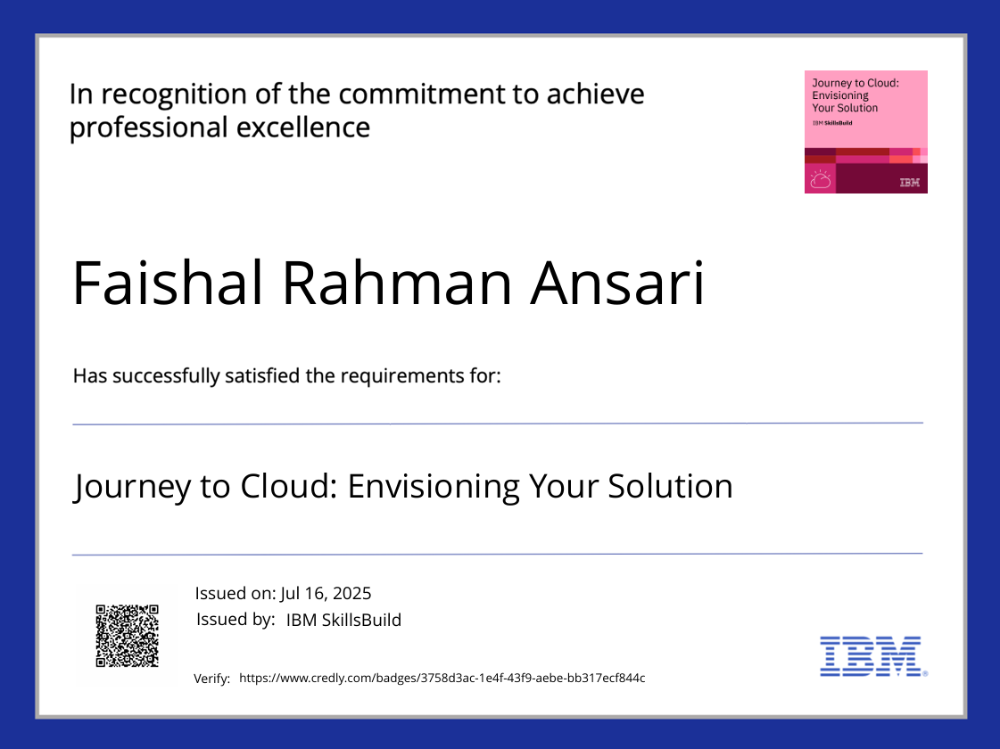 In recognition of the commitment to achieve
professional excellence
Journey to Cloud:
Envisioning
Your Solution
IBM SkillsBuild
IBM
Faishal Rahman Ansari
Has successfully satisfied the requirements for:
Journey to Cloud: Envisioning Your Solution
Issued on: Jul 16, 2025
Issued by: IBM SkillsBuild
Verify: https://www.credly.com/badges/3758d3ac-1e4f-43f9-aebe-bb317ecf844c
IBM®